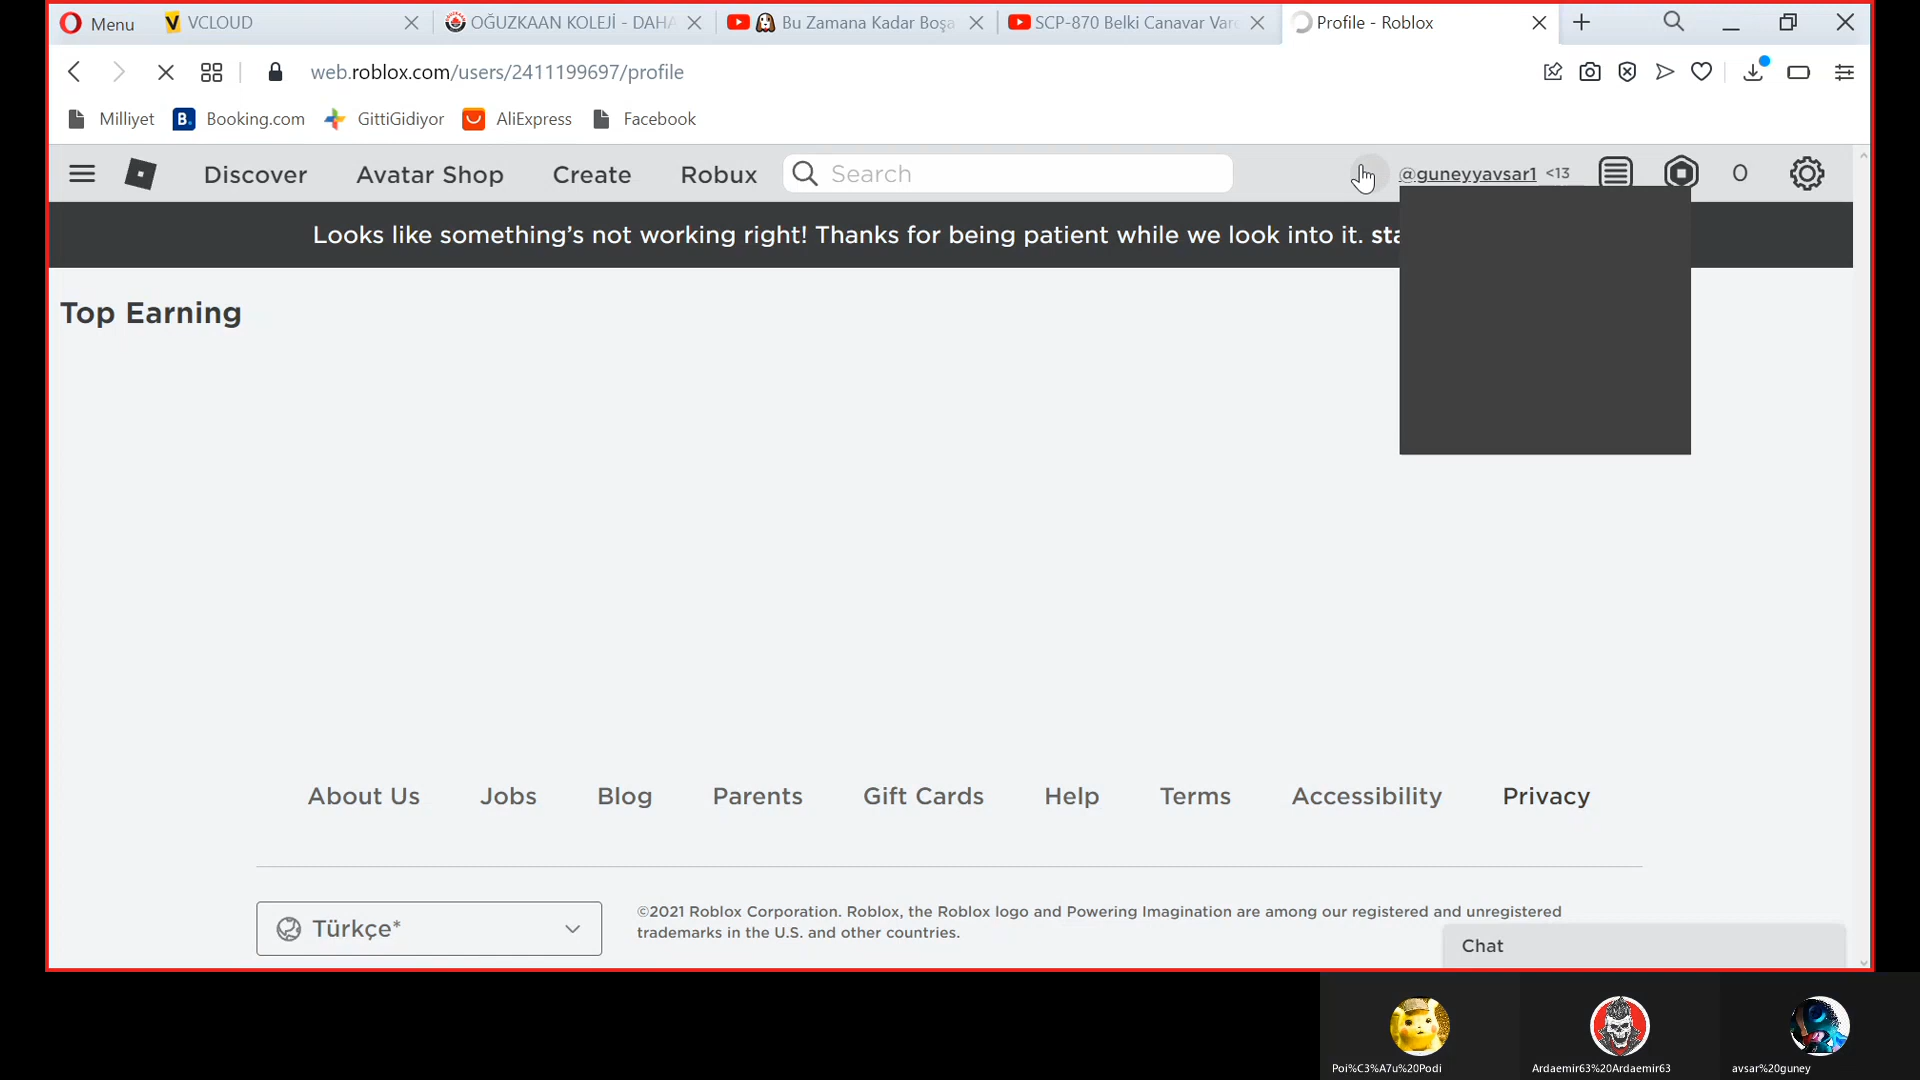 Menu
VCLOUD
OĞUZKAAN KOLEJİ - DAHA
Bu Zamana Kadar Boşa
SCP-870 Belki Canavar Vard
Profile - Roblox
web.roblox.com/users/2411199697/profile
Milliyet
B. Booking.com
GittiGidiyor
AliExpress
Facebook
Discover
Avatar Shop
Create
Robux
Search
@guneyyavsar1 <13
0
Looks like something's not working right! Thanks for being patient while we look into it. sta
Top Earning
About Us
Jobs
Blog
Parents
Gift Cards
Help
Terms
Accessibility
Privacy
Türkçe*
©2021 Roblox Corporation. Roblox, the Roblox logo and Powering Imagination are among our registered and unregistered
trademarks in the U.S. and other countries.
Chat
Poi%C3%A7u%20Podi
Ardaemir63%20Ardaemir63
avsar%20guney